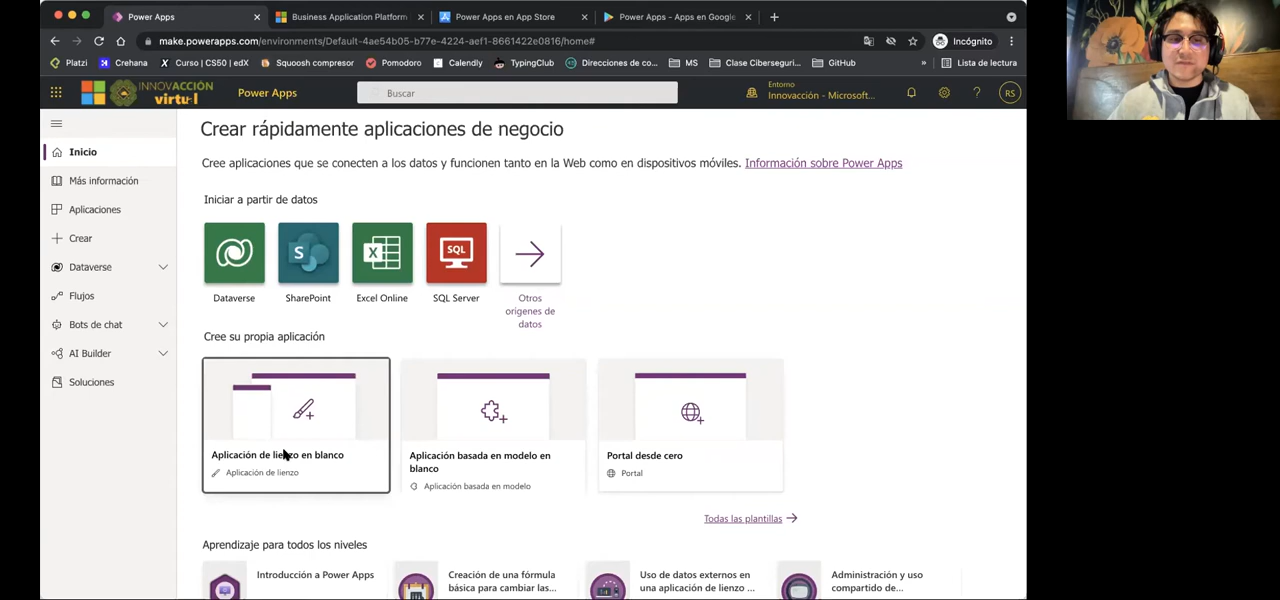 Power Apps
Business Application Platform
Power Apps en App Store
Power Apps - Apps en Google
make.powerapps.com/environments/Default-4ae54b05-b77e-4224-aef1-8661422e0816/home#
Incógnito
Platzi
Crehana
Curso | CS50 | edX
Squoosh compresor
Pomodoro
Calendly
TypingClub
Direcciones de co...
MS
Clase Ciberseguri...
GitHub
»
Lista de lectura
INNOVACCIÓN
virtual
Power Apps
Buscar
Entorno
Innovacción - Microsoft...
RS
Inicio
Más información
Aplicaciones
Crear
Dataverse
Flujos
Bots de chat
AI Builder
Soluciones
Crear rápidamente aplicaciones de negocio
Cree aplicaciones que se conecten a los datos y funcionen tanto en la Web como en dispositivos móviles. Información sobre Power Apps
Iniciar a partir de datos
SQL
Dataverse
SharePoint
Excel Online
SQL Server
Otros
orígenes de
datos
Cree su propia aplicación
Aplicación de lienzo en blanco
Aplicación de lienzo
Aplicación basada en modelo en
blanco
Aplicación basada en modelo
Portal desde cero
Portal
Todas las plantillas
Aprendizaje para todos los niveles
Introducción a Power Apps
Creación de una fórmula
básica para cambiar las...
Uso de datos externos en
una aplicación de lienzo ...
Administración y uso
compartido de...